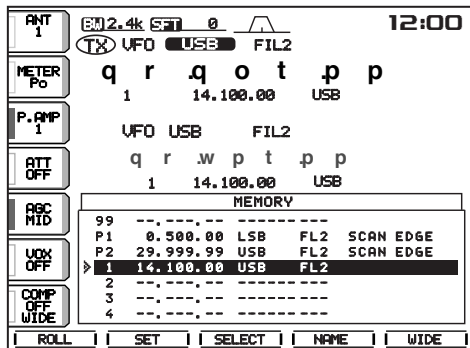 ANT 1 BW 2.4k SFT 0 12:00
TX VFO USB FIL2
METER Po q r .q o t .p p
1 14.100.00 USB
P.AMP 1 VFO USB FIL2
ATT OFF q r .w p t .p p
1 14.100.00 USB
MEMORY
AGC MID 99 --.---.-- ------ ---
P1 0.500.00 LSB FL2 SCAN EDGE
VOX OFF P2 29.999.99 USB FL2 SCAN EDGE
1 14.100.00 USB FL2
COMP OFF WIDE 2 --.---.-- ------ ---
3 --.---.-- ------ ---
4 --.---.-- ------ ---
ROLL SET SELECT NAME WIDE